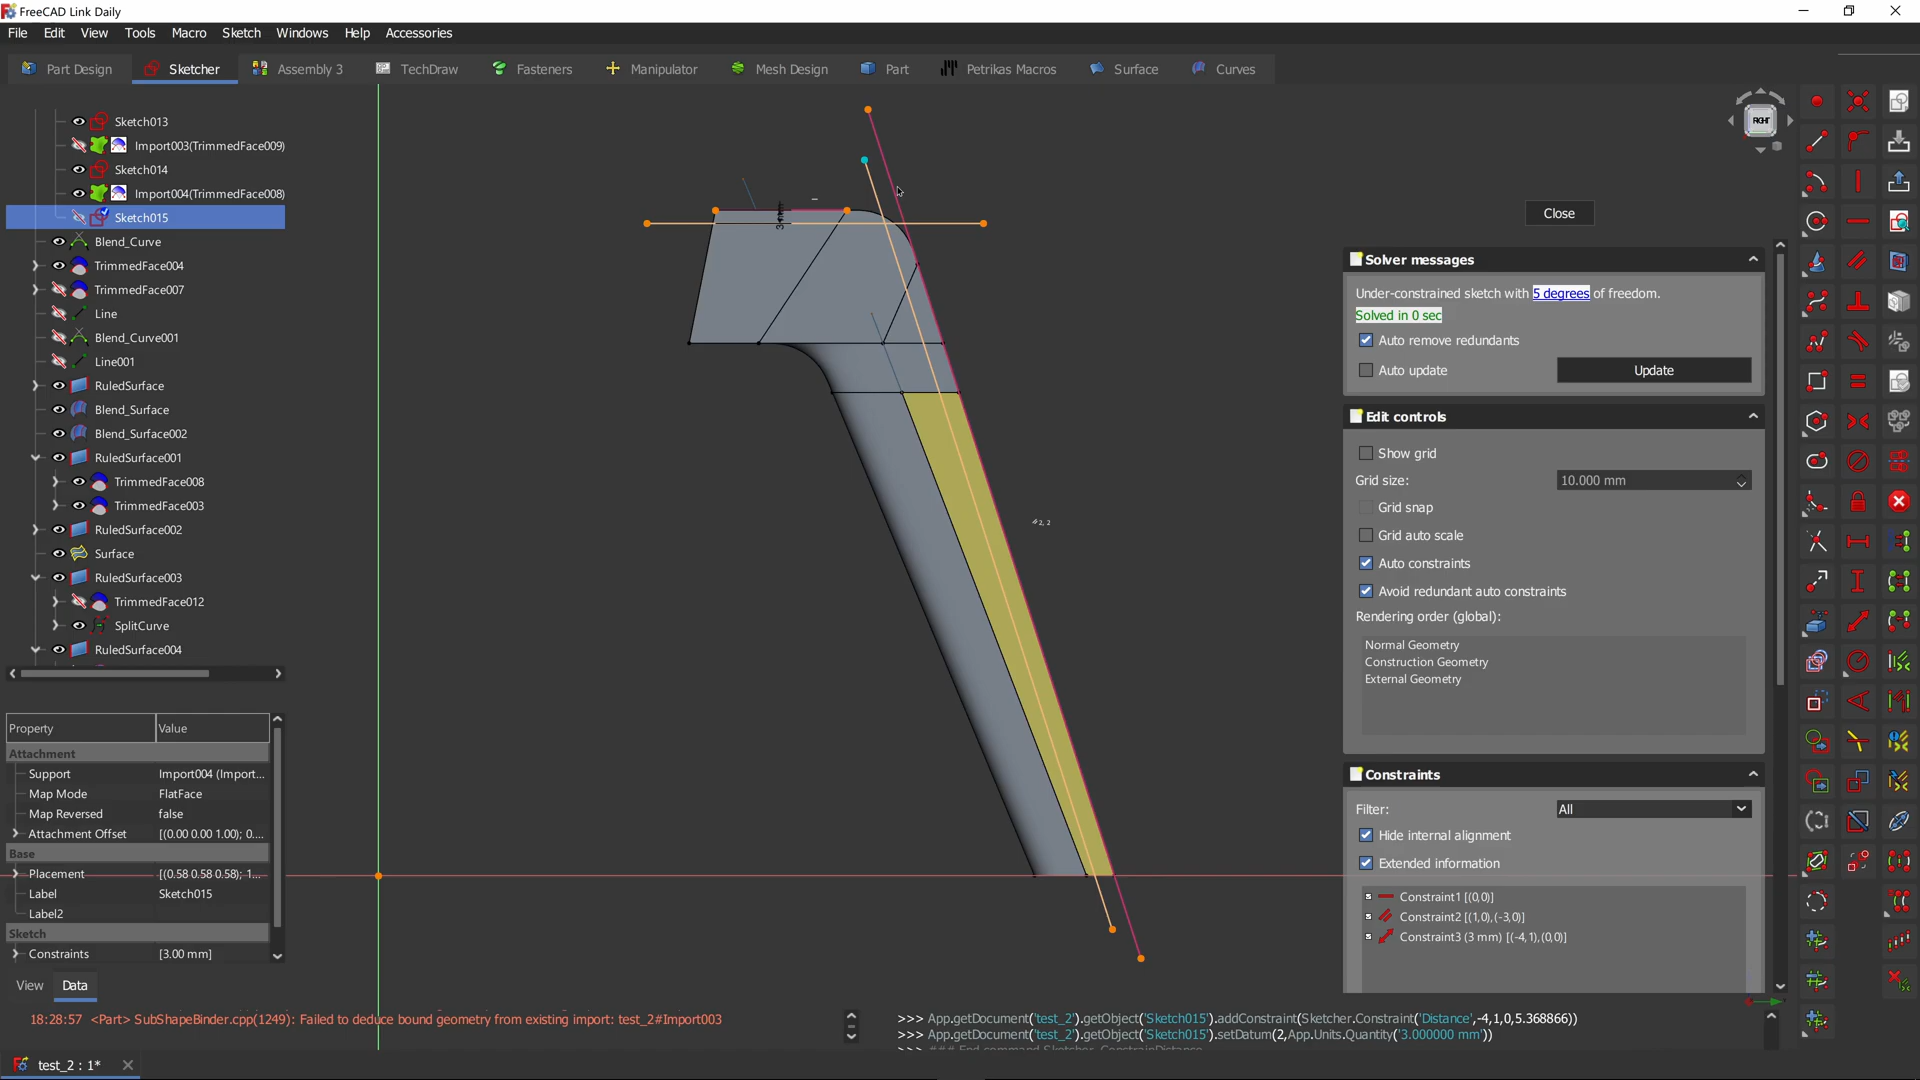 FreeCAD Link Daily
File Edit View Tools Macro Sketch Windows Help Accessories
Part Design Sketcher Assembly 3 TechDraw Fasteners Manipulator Mesh Design Part Petrikas Macros Surface Curves
Sketch013
Import003(TrimmedFace009)
Sketch014
Import004(TrimmedFace008)
Sketch015
Blend_Curve
TrimmedFace004
TrimmedFace007
Line
Blend_Curve001
Line001
RuledSurface
Blend_Surface
Blend_Surface002
RuledSurface001
TrimmedFace008
TrimmedFace003
RuledSurface002
Surface
RuledSurface003
TrimmedFace012
SplitCurve
RuledSurface004
Property Value
Attachment
Support Import004 (Import...
Map Mode FlatFace
Map Reversed false
Attachment Offset [(0.00 0.00 1.00); 0....
Base
Placement [(0.58 0.58 0.58); 1...
Label Sketch015
Label2
Sketch
Constraints [3.00 mm]
View Data
RIGHT
2, 2
Close
Solver messages
Under-constrained sketch with 5 degrees of freedom.
Solved in 0 sec
Auto remove redundants
Auto update Update
Edit controls
Show grid
Grid size: 10.000 mm
Grid snap
Grid auto scale
Auto constraints
Avoid redundant auto constraints
Rendering order (global):
Normal Geometry
Construction Geometry
External Geometry
Constraints
Filter: All
Hide internal alignment
Extended information
Constraint1 [(0,0)]
Constraint2 [(1,0),(-3,0)]
Constraint3 (3 mm) [(-4,1),(0,0)]
18:28:57 <Part> SubShapeBinder.cpp(1249): Failed to deduce bound geometry from existing import: test_2#Import003
>>> App.getDocument('test_2').getObject('Sketch015').addConstraint(Sketcher.Constraint('Distance',-4,1,0,5.368866))
>>> App.getDocument('test_2').getObject('Sketch015').setDatum(2,App.Units.Quantity('3.000000 mm'))
>>> ### End command Sketcher_ConstrainDistance
test_2 : 1*